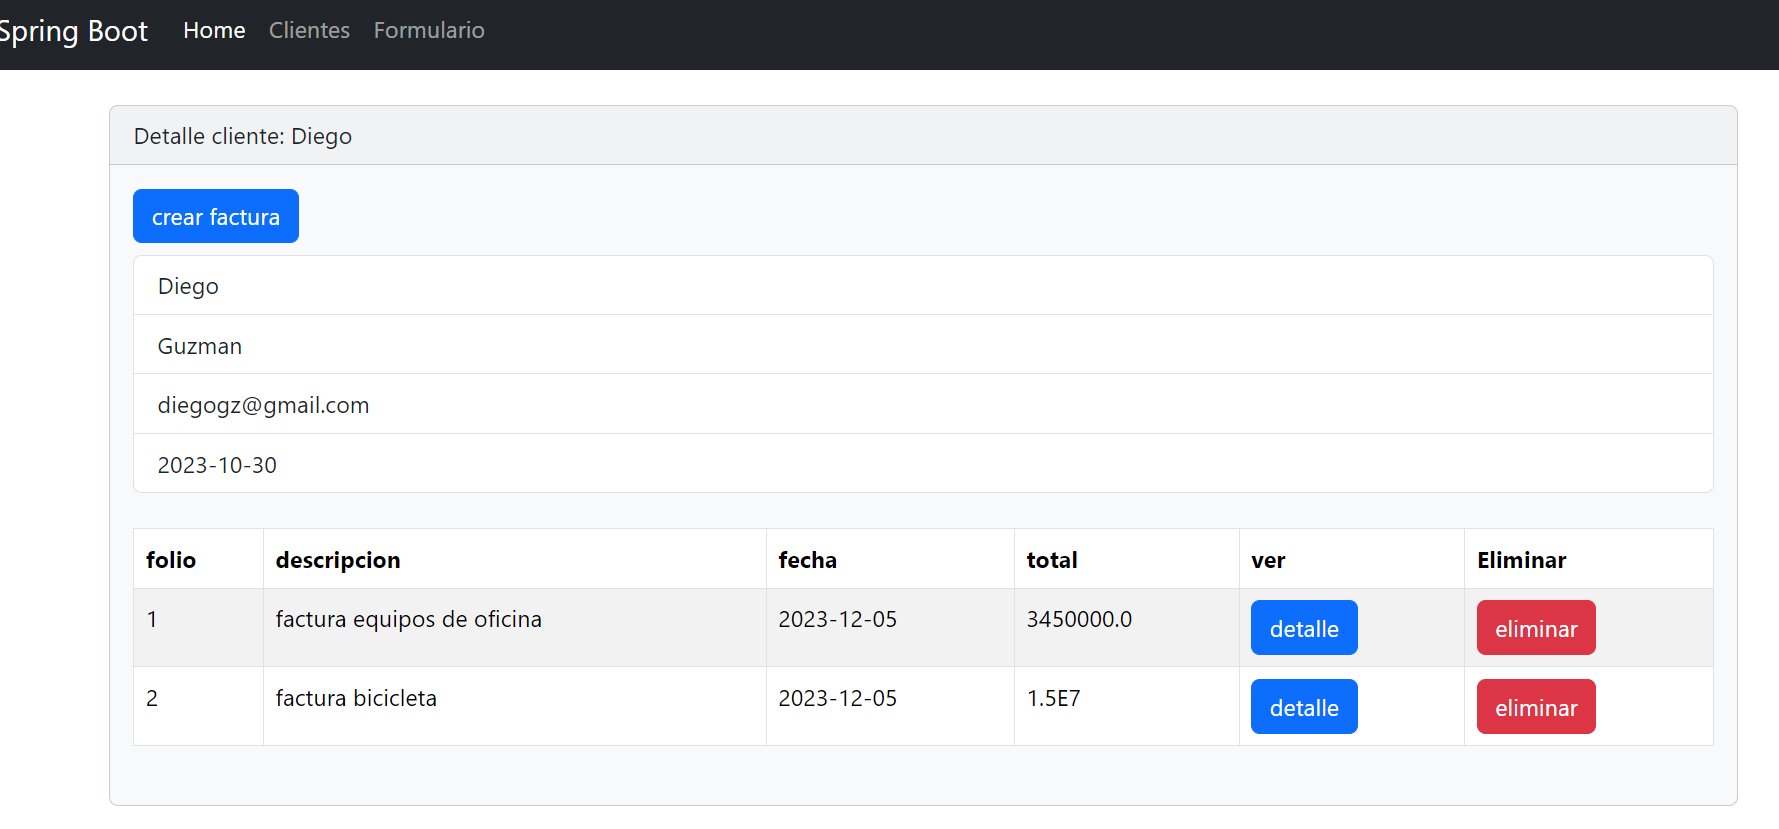 Spring Boot Home Clientes Formulario
Detalle cliente: Diego
crear factura
Diego
Guzman
diegogz@gmail.com
2023-10-30
folio descripcion fecha total ver Eliminar
1 factura equipos de oficina 2023-12-05 3450000.0 detalle eliminar
2 factura bicicleta 2023-12-05 1.5E7 detalle eliminar